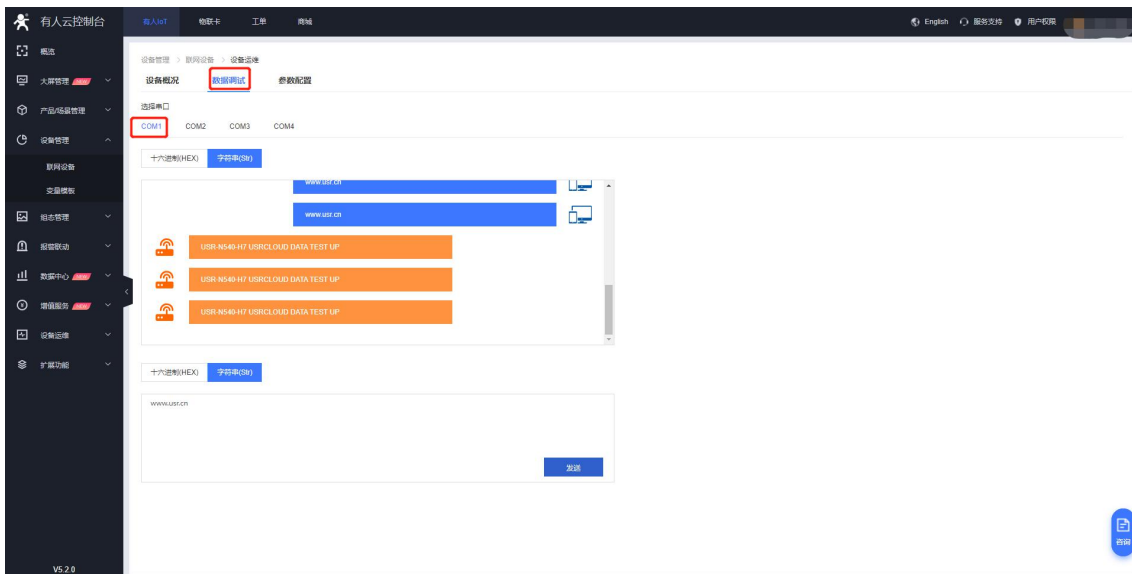 有人云控制台
有人IoT 物联卡 工单 商城
English 服务支持 用户权限
概览
大屏管理 NEW
产品/场景管理
设备管理
联网设备
变量模板
组态管理
报警联动
数据中心 NEW
增值服务 NEW
设备运维
扩展功能
V5.2.0
设备管理 > 联网设备 > 设备运维
设备概况 数据调试 参数配置
选择串口
COM1 COM2 COM3 COM4
十六进制(HEX) 字符串(Str)
www.usr.cn
www.usr.cn
USR-N540-H7 USRCLOUD DATA TEST UP
USR-N540-H7 USRCLOUD DATA TEST UP
USR-N540-H7 USRCLOUD DATA TEST UP
十六进制(HEX) 字符串(Str)
www.usr.cn
发送
咨询